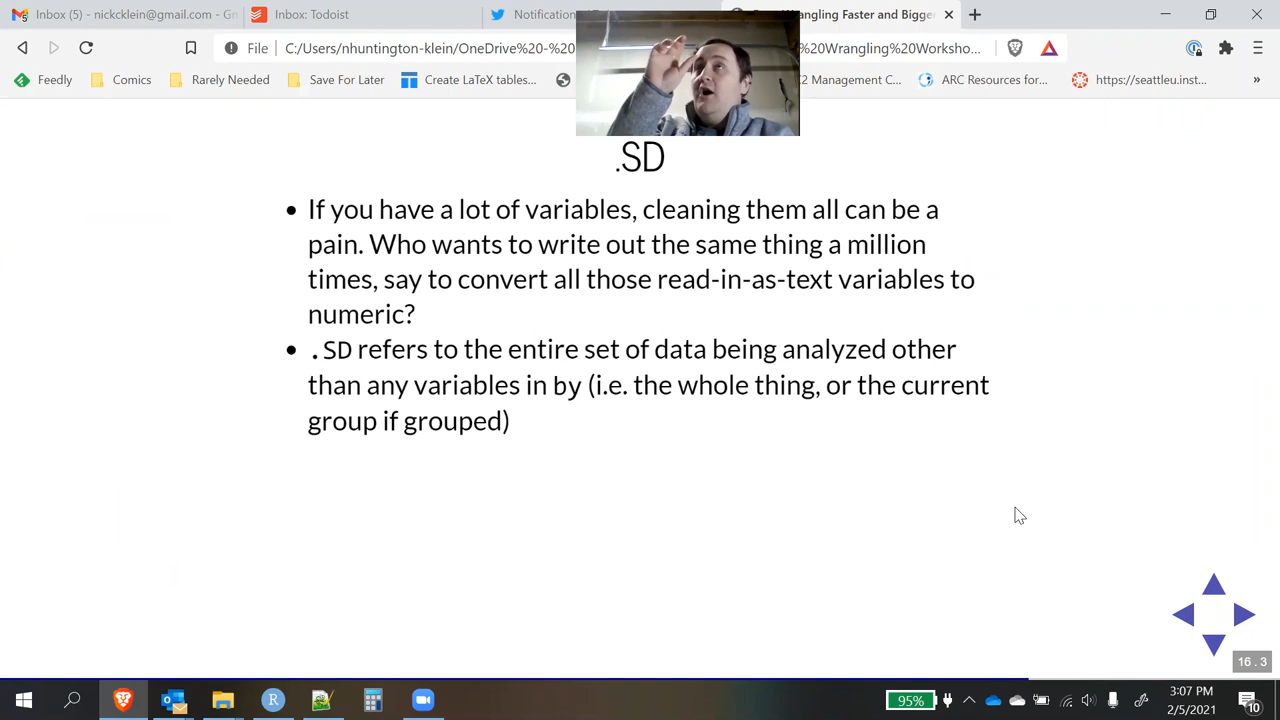 Inbox (5) - nickcklein@gmail.com - Gm
Inbox: Todoist
Notification
Wrangling Faster and Bigger
File
C:/Users/nhuntington-klein/OneDrive%20-%20
%20Wrangling%20Worksho...
Feedly
Comics
Rarely Needed
Save For Later
Create LaTeX tables...
2 Management C...
ARC Resources for...
https://seattleu.inst...
»
.SD
• If you have a lot of variables, cleaning them all can be a
pain. Who wants to write out the same thing a million
times, say to convert all those read-in-as-text variables to
numeric?
• .SD refers to the entire set of data being analyzed other
than any variables in by (i.e. the whole thing, or the current
group if grouped)
16.3
95%
3:07 PM
2/5/2021
10